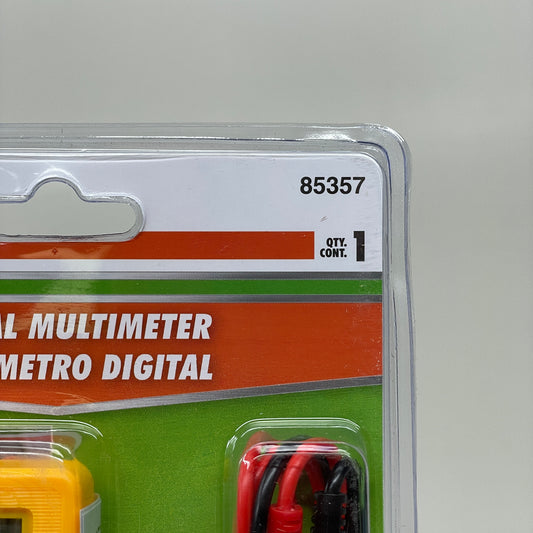 85357
QTY.
CONT. 1
AL MULTIMETER
METRO DIGITAL